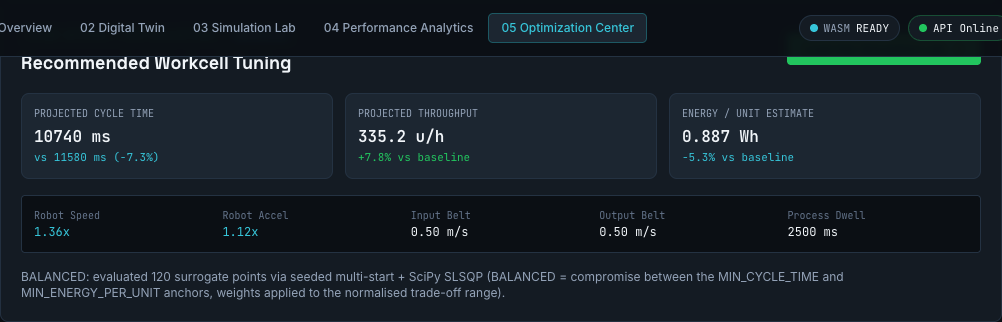 Overview 02 Digital Twin 03 Simulation Lab 04 Performance Analytics 05 Optimization Center WASM READY API Online
Recommended Workcell Tuning
PROJECTED CYCLE TIME
10740 ms
vs 11580 ms (-7.3%)
PROJECTED THROUGHPUT
335.2 u/h
+7.8% vs baseline
ENERGY / UNIT ESTIMATE
0.887 Wh
-5.3% vs baseline
Robot Speed
1.36x
Robot Accel
1.12x
Input Belt
0.50 m/s
Output Belt
0.50 m/s
Process Dwell
2500 ms
BALANCED: evaluated 120 surrogate points via seeded multi-start + SciPy SLSQP (BALANCED = compromise between the MIN_CYCLE_TIME and
MIN_ENERGY_PER_UNIT anchors, weights applied to the normalised trade-off range).